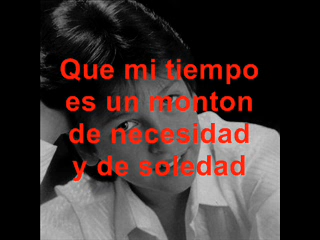 Que mi tiempo
es un monton
de necesidad
y de soledad